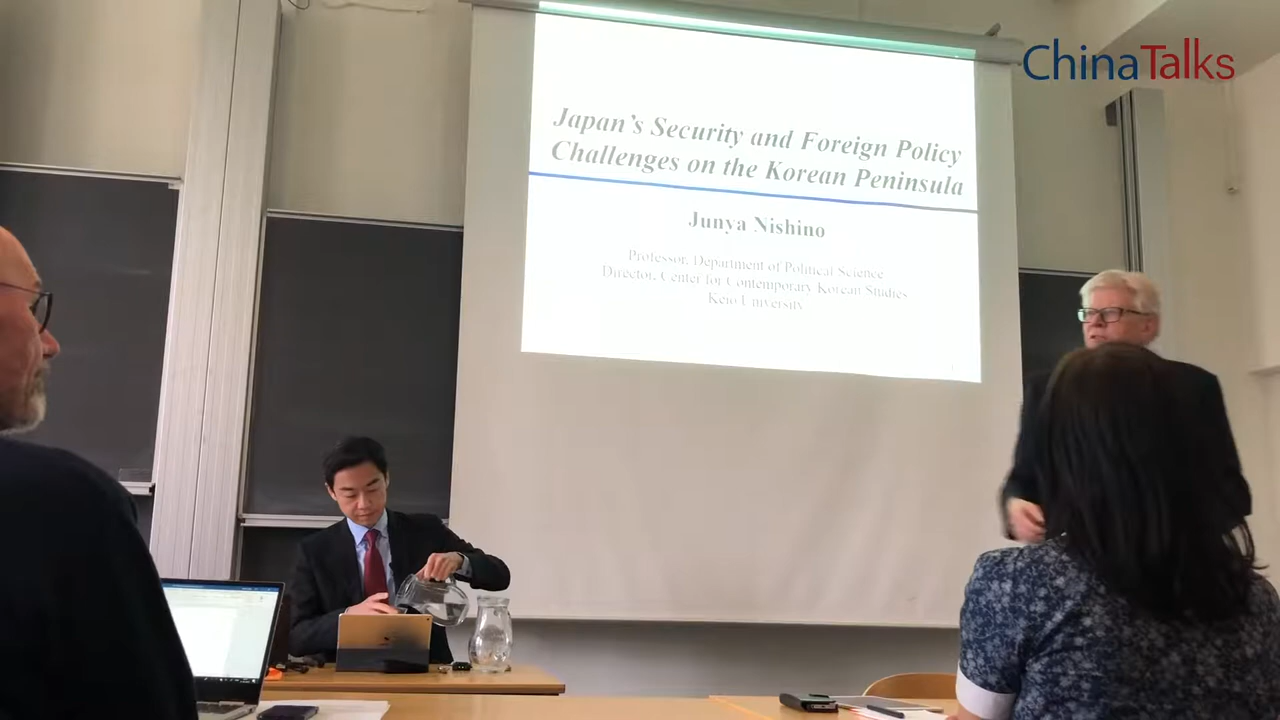 ChinaTalks
Japan's Security and Foreign Policy
Challenges on the Korean Peninsula
Junya Nishino
Professor, Department of Political Science
Director, Center for Contemporary Korean Studies
Keio University